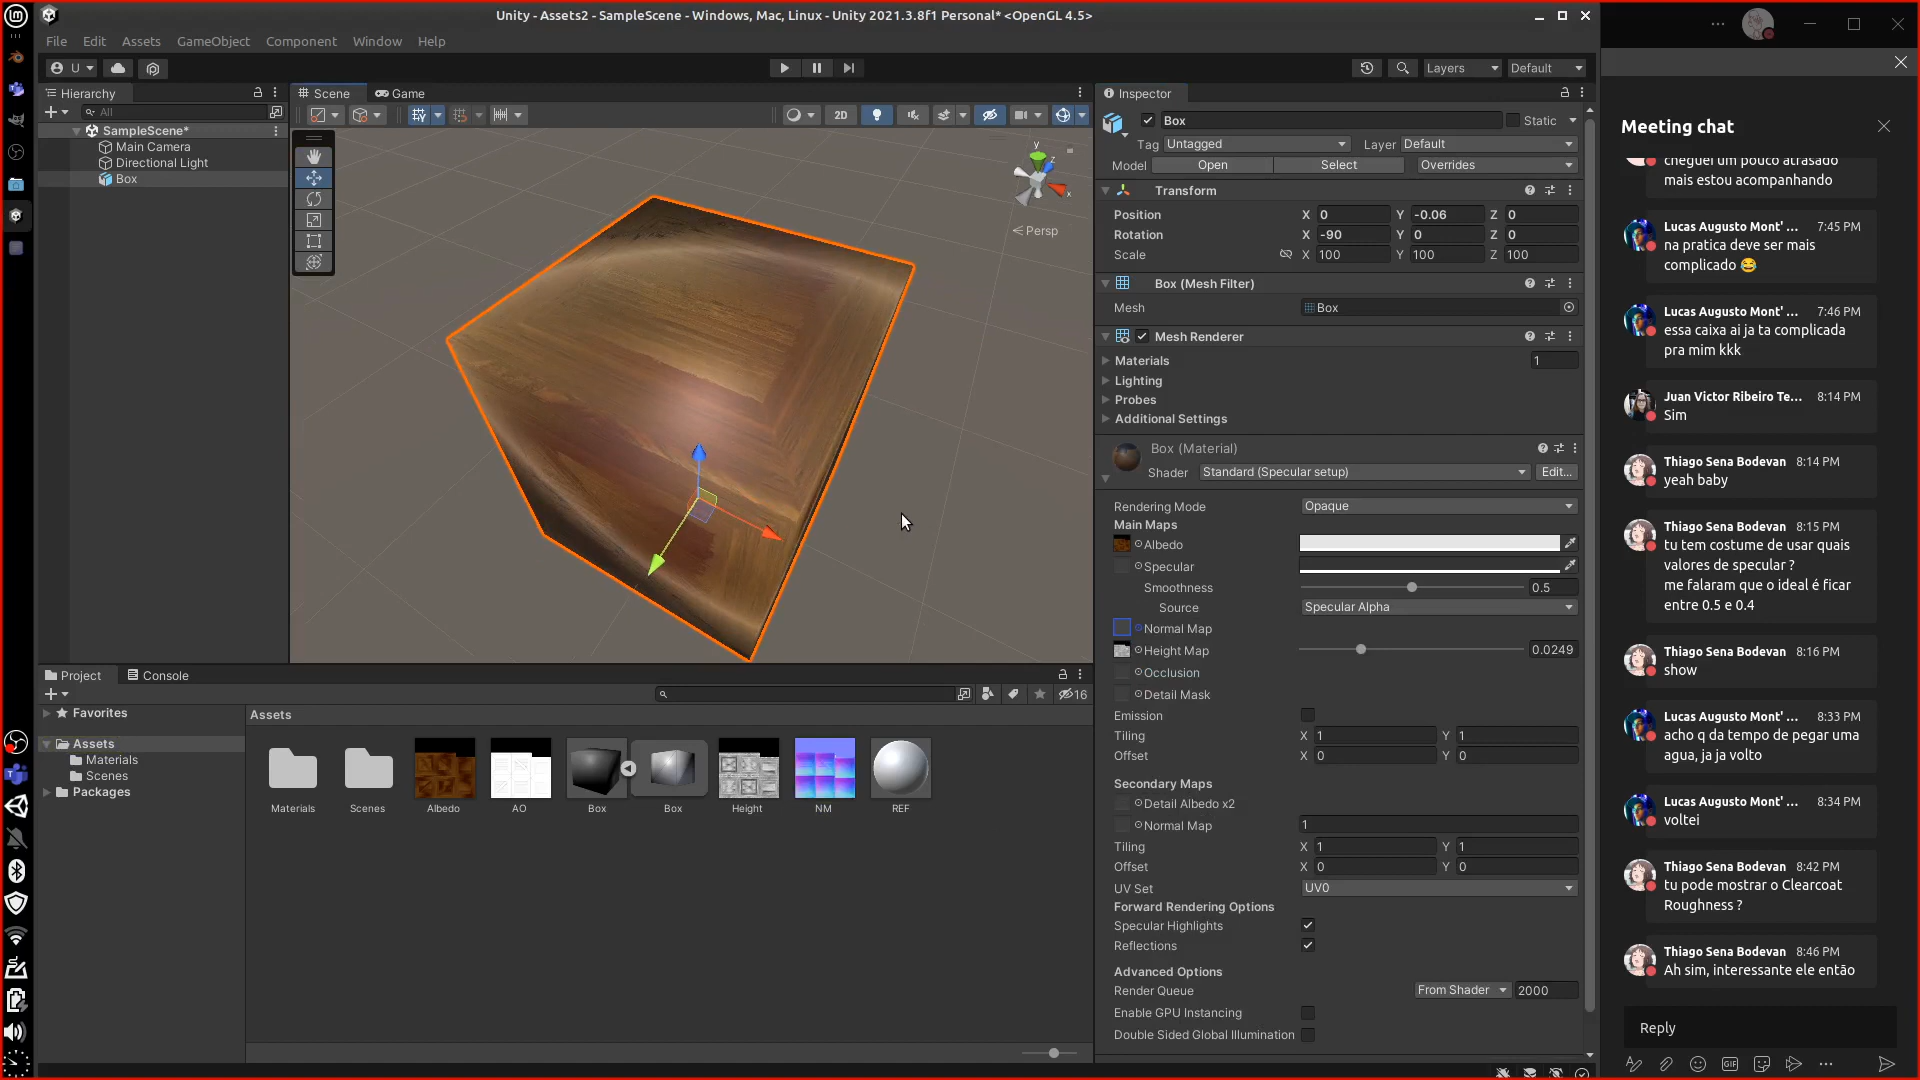 Unity - Assets2 - SampleScene - Windows, Mac, Linux - Unity 2021.3.8f1 Personal* <OpenGL 4.5>
File Edit Assets GameObject Component Window Help
U
Layers
Default
Hierarchy
All
SampleScene*
Main Camera
Directional Light
Box
Scene
Game
2D
y
z
x
Persp
Inspector
Box
Static
Tag Untagged
Layer Default
Model Open Select Overrides
Transform
Position X 0 Y -0.06 Z 0
Rotation X -90 Y 0 Z 0
Scale X 100 Y 100 Z 100
Box (Mesh Filter)
Mesh Box
Mesh Renderer
Materials 1
Lighting
Probes
Additional Settings
Box (Material)
Shader Standard (Specular setup) Edit...
Rendering Mode Opaque
Main Maps
Albedo
Specular
Smoothness 0.5
Source Specular Alpha
Normal Map
Height Map 0.0249
Occlusion
Detail Mask
Emission
Tiling X 1 Y 1
Offset X 0 Y 0
Secondary Maps
Detail Albedo x2
Normal Map 1
Tiling X 1 Y 1
Offset X 0 Y 0
UV Set UV0
Forward Rendering Options
Specular Highlights
Reflections
Advanced Options
Render Queue From Shader 2000
Enable GPU Instancing
Double Sided Global Illumination
Project
Console
16
Favorites
Assets
Materials
Scenes
Packages
Assets
Materials
Scenes
Albedo
AO
Box
Box
Height
NM
REF
Meeting chat
cheguei um pouco atrasado
mais estou acompanhando
Lucas Augusto Mont' ... 7:45 PM
na pratica deve ser mais
complicado 😂
Lucas Augusto Mont' ... 7:46 PM
essa caixa ai ja ta complicada
pra mim kkk
Juan Victor Ribeiro Te... 8:14 PM
Sim
Thiago Sena Bodevan 8:14 PM
yeah baby
Thiago Sena Bodevan 8:15 PM
tu tem costume de usar quais
valores de specular ?
me falaram que o ideal é ficar
entre 0.5 e 0.4
Thiago Sena Bodevan 8:16 PM
show
Lucas Augusto Mont' ... 8:33 PM
acho q da tempo de pegar uma
agua, ja ja volto
Lucas Augusto Mont' ... 8:34 PM
voltei
Thiago Sena Bodevan 8:42 PM
tu pode mostrar o Clearcoat
Roughness ?
Thiago Sena Bodevan 8:46 PM
Ah sim, interessante ele então
Reply
GIF